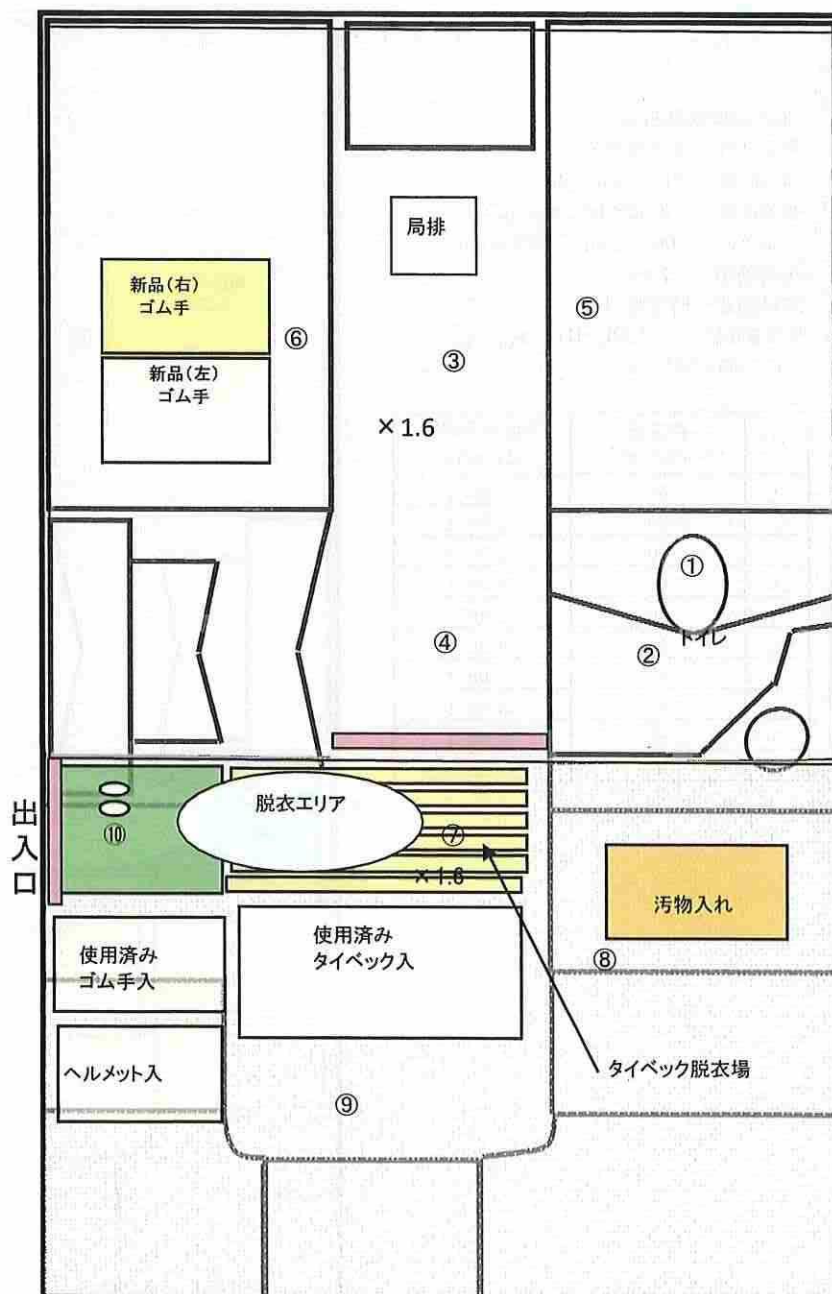 局排
新品(右)
ゴム手
⑤
⑥
新品(左)
ゴム手
③
×1.6
①
トイレ
④
②
出入口
脱衣エリア
⑩
⑦
×1.6
汚物入れ
使用済み
ゴム手入
使用済み
タイベック入
⑧
ヘルメット入
タイベック脱衣場
⑨